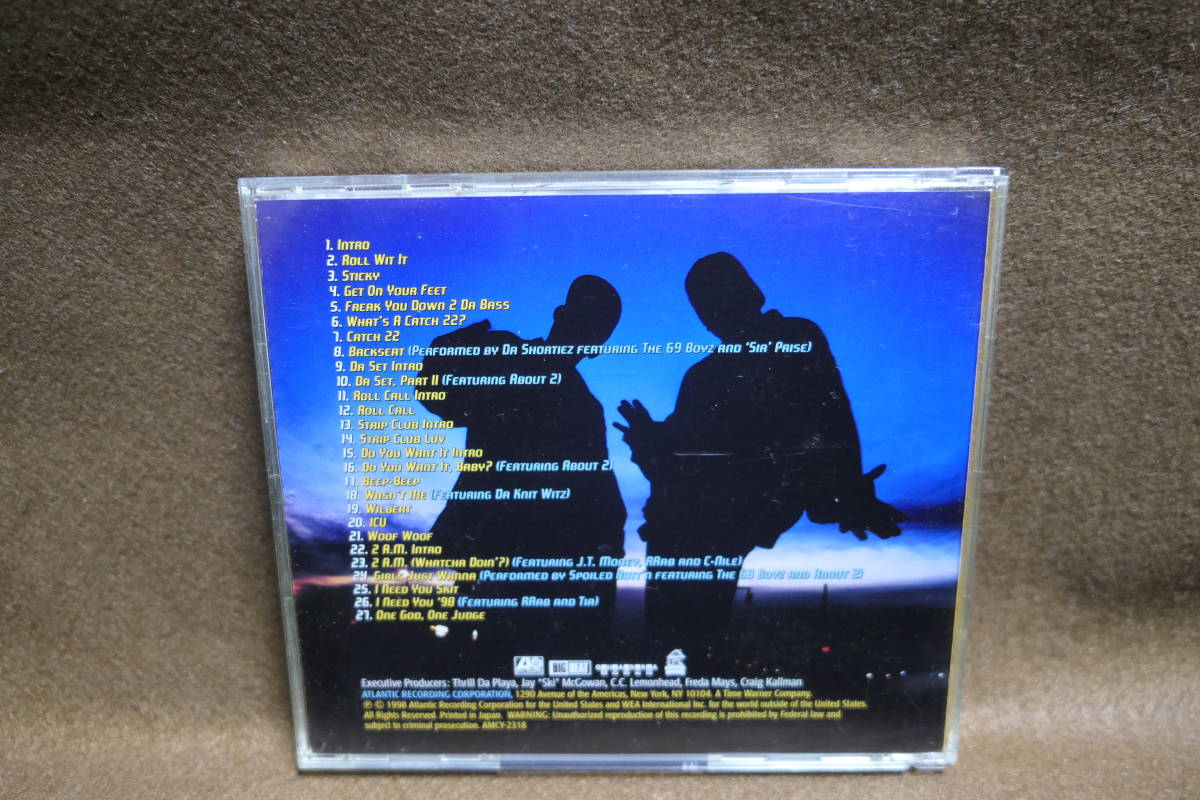 1. Intro
2. Roll Wit It
3. Sticky
4. Get On Your Feet
5. Freak You Down 2 Da Bass
6. What's A Catch 22?
7. Catch 22
8. Backseat (Performed by Da Shortiez featuring The 69 Boyz and 'Sir' Prise)
9. Da Set Intro
10. Da Set, Part II (Featuring About 2)
11. Roll Call Intro
12. Roll Call
13. Strip Club Intro
14. Strip Club Luv
15. Do You Want It Intro
16. Do You Want It, Baby? (Featuring About 2)
17. Beep-Beep
18. Wasn't Me (Featuring Da Knit Witz)
19. Wilbert
20. ICU
21. Woof Woof
22. 2 A.M. Intro
23. 2 A.M. (Whatcha Doin'?) (Featuring J.T. Money, RRab and C-Nile)
24. Girls Just Wanna (Performed by Spoiled Rott'n featuring The 69 Boyz and About 2)
25. I Need You Skit
26. I Need You '98 (Featuring RRab and Tia)
27. One God, One Judge
BIG BEAT
Executive Producers: Thrill Da Playa, Jay "Ski" McGowan, C.C. Lemonhead, Freda Mays, Craig Kallman
ATLANTIC RECORDING CORPORATION, 1290 Avenue of the Americas, New York, NY 10104. A Time Warner Company.
℗ © 1998 Atlantic Recording Corporation for the United States and WEA International Inc. for the world outside of the United States.
All Rights Reserved. Printed in Japan. WARNING: Unauthorized reproduction of this recording is prohibited by Federal law and
subject to criminal prosecution. AMCY-2318